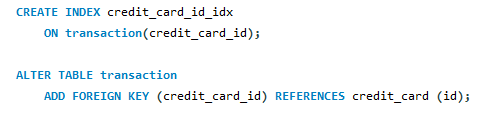 CREATE INDEX credit_card_id_idx
    ON transaction(credit_card_id);

ALTER TABLE transaction
    ADD FOREIGN KEY (credit_card_id) REFERENCES credit_card (id);